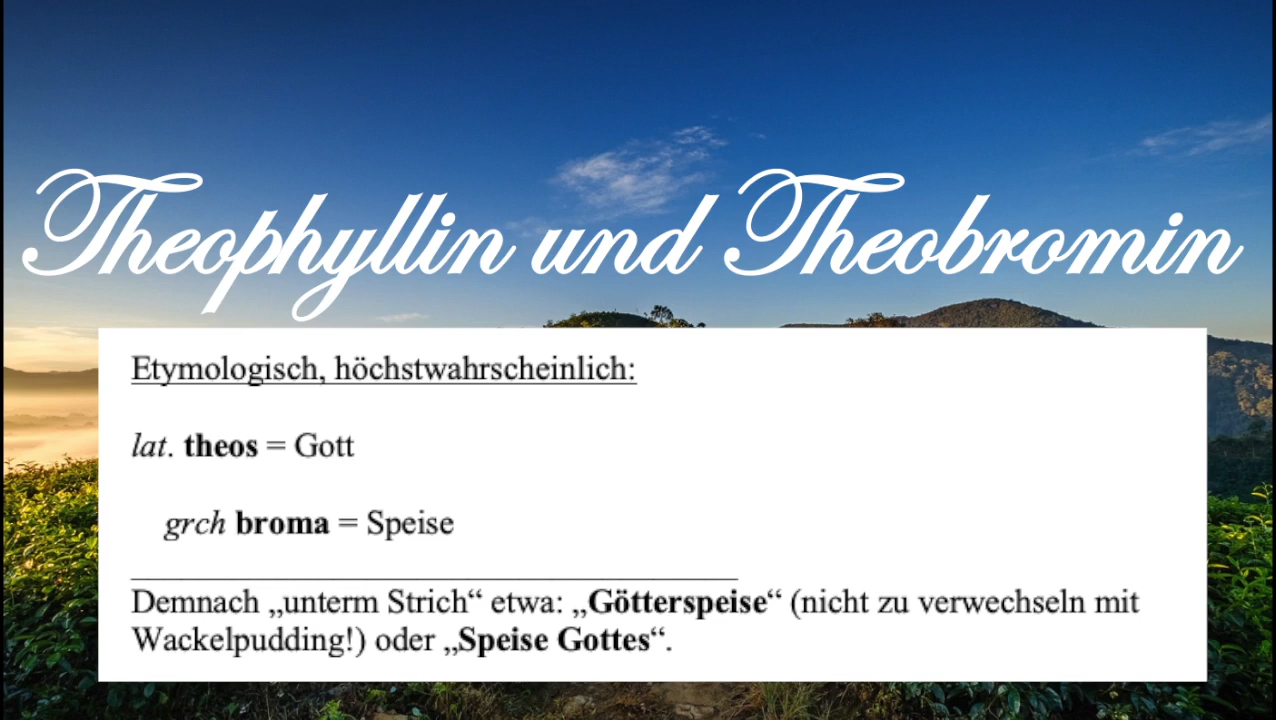 Theophyllin und Theobromin
Etymologisch, höchstwahrscheinlich:
lat. theos = Gott
grch broma = Speise
Demnach „unterm Strich“ etwa: „Götterspeise“ (nicht zu verwechseln mit
Wackelpudding!) oder „Speise Gottes“.